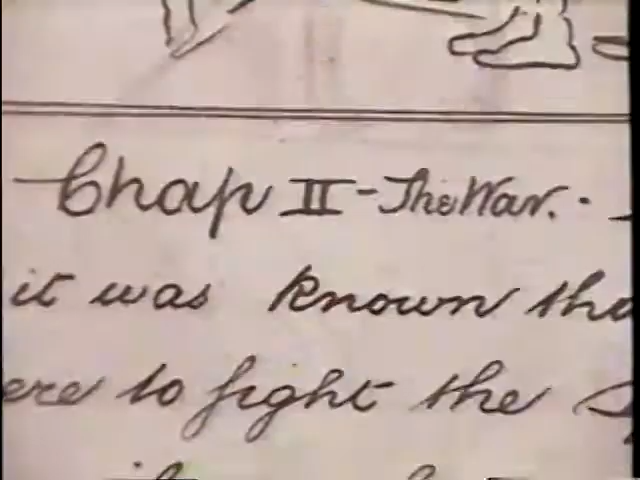 Chap II - The War. -
it was known tha
ere to fight the S